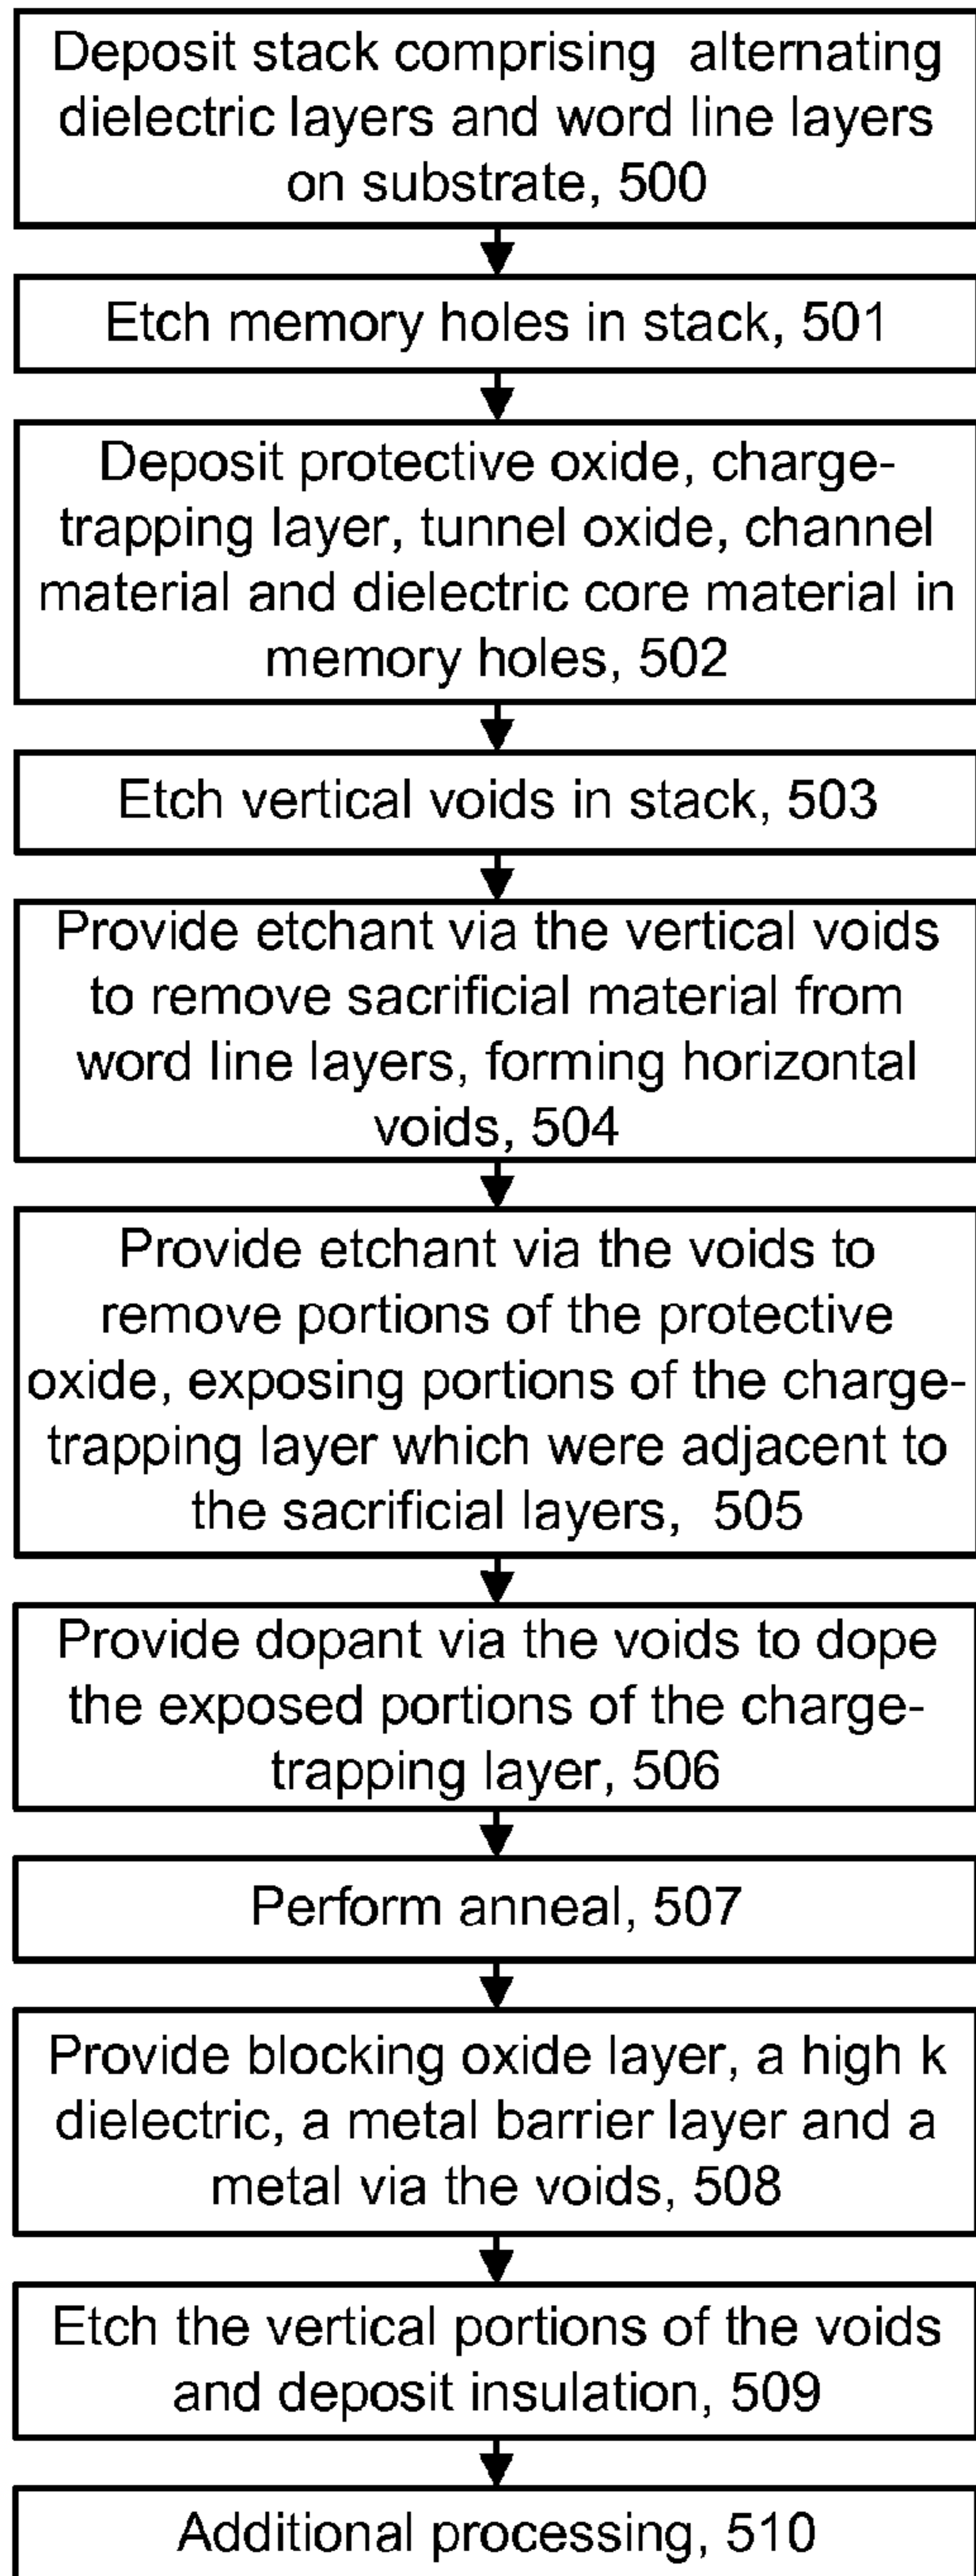 Deposit stack comprising alternating
dielectric layers and word line layers
on substrate, 500
Etch memory holes in stack, 501
Deposit protective oxide, charge-
trapping layer, tunnel oxide, channel
material and dielectric core material in
memory holes, 502
Etch vertical voids in stack, 503
Provide etchant via the vertical voids
to remove sacrificial material from
word line layers, forming horizontal
voids, 504
Provide etchant via the voids to
remove portions of the protective
oxide, exposing portions of the charge-
trapping layer which were adjacent to
the sacrificial layers, 505
Provide dopant via the voids to dope
the exposed portions of the charge-
trapping layer, 506
Perform anneal, 507
Provide blocking oxide layer, a high k
dielectric, a metal barrier layer and a
metal via the voids, 508
Etch the vertical portions of the voids
and deposit insulation, 509
Additional processing, 510